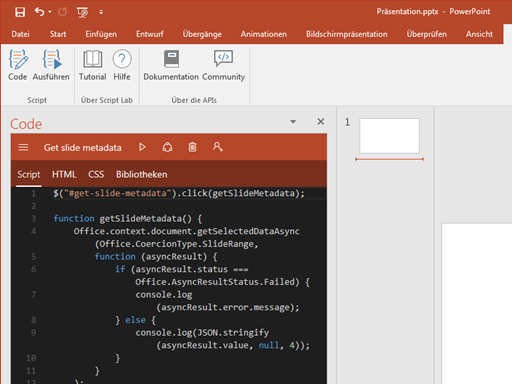 Präsentation.pptx - PowerPoint
Datei Start Einfügen Entwurf Übergänge Animationen Bildschirmpräsentation Überprüfen Ansicht
Code Ausführen Tutorial Hilfe Dokumentation Community
Script Über Script Lab Über die APIs
Code
Get slide metadata
Script HTML CSS Bibliotheken
1 $("#get-slide-metadata").click(getSlideMetadata);
2
3 function getSlideMetadata() {
4 Office.context.document.getSelectedDataAsync
(Office.CoercionType.SlideRange,
5 function (asyncResult) {
6 if (asyncResult.status ===
Office.AsyncResultStatus.Failed) {
7 console.log
(asyncResult.error.message);
8 } else {
9 console.log(JSON.stringify
(asyncResult.value, null, 4));
10 }
11 }
12 );
1